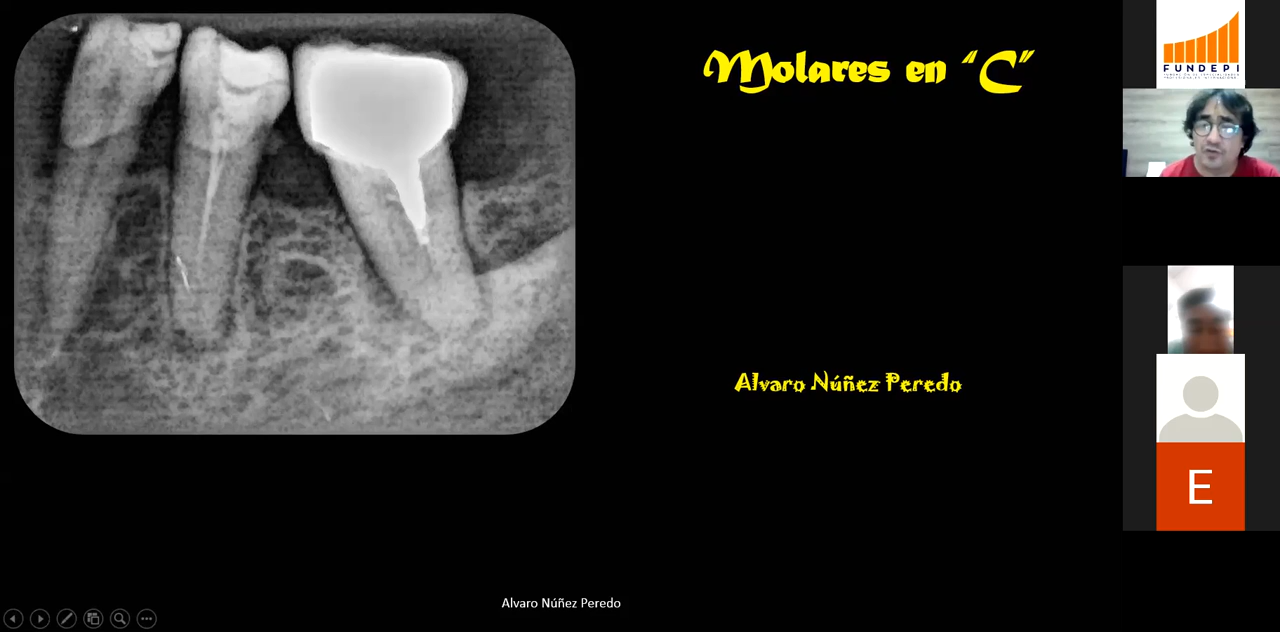 Molares en “C”
Alvaro Núñez Peredo
Alvaro Núñez Peredo
FUNDEPI
E